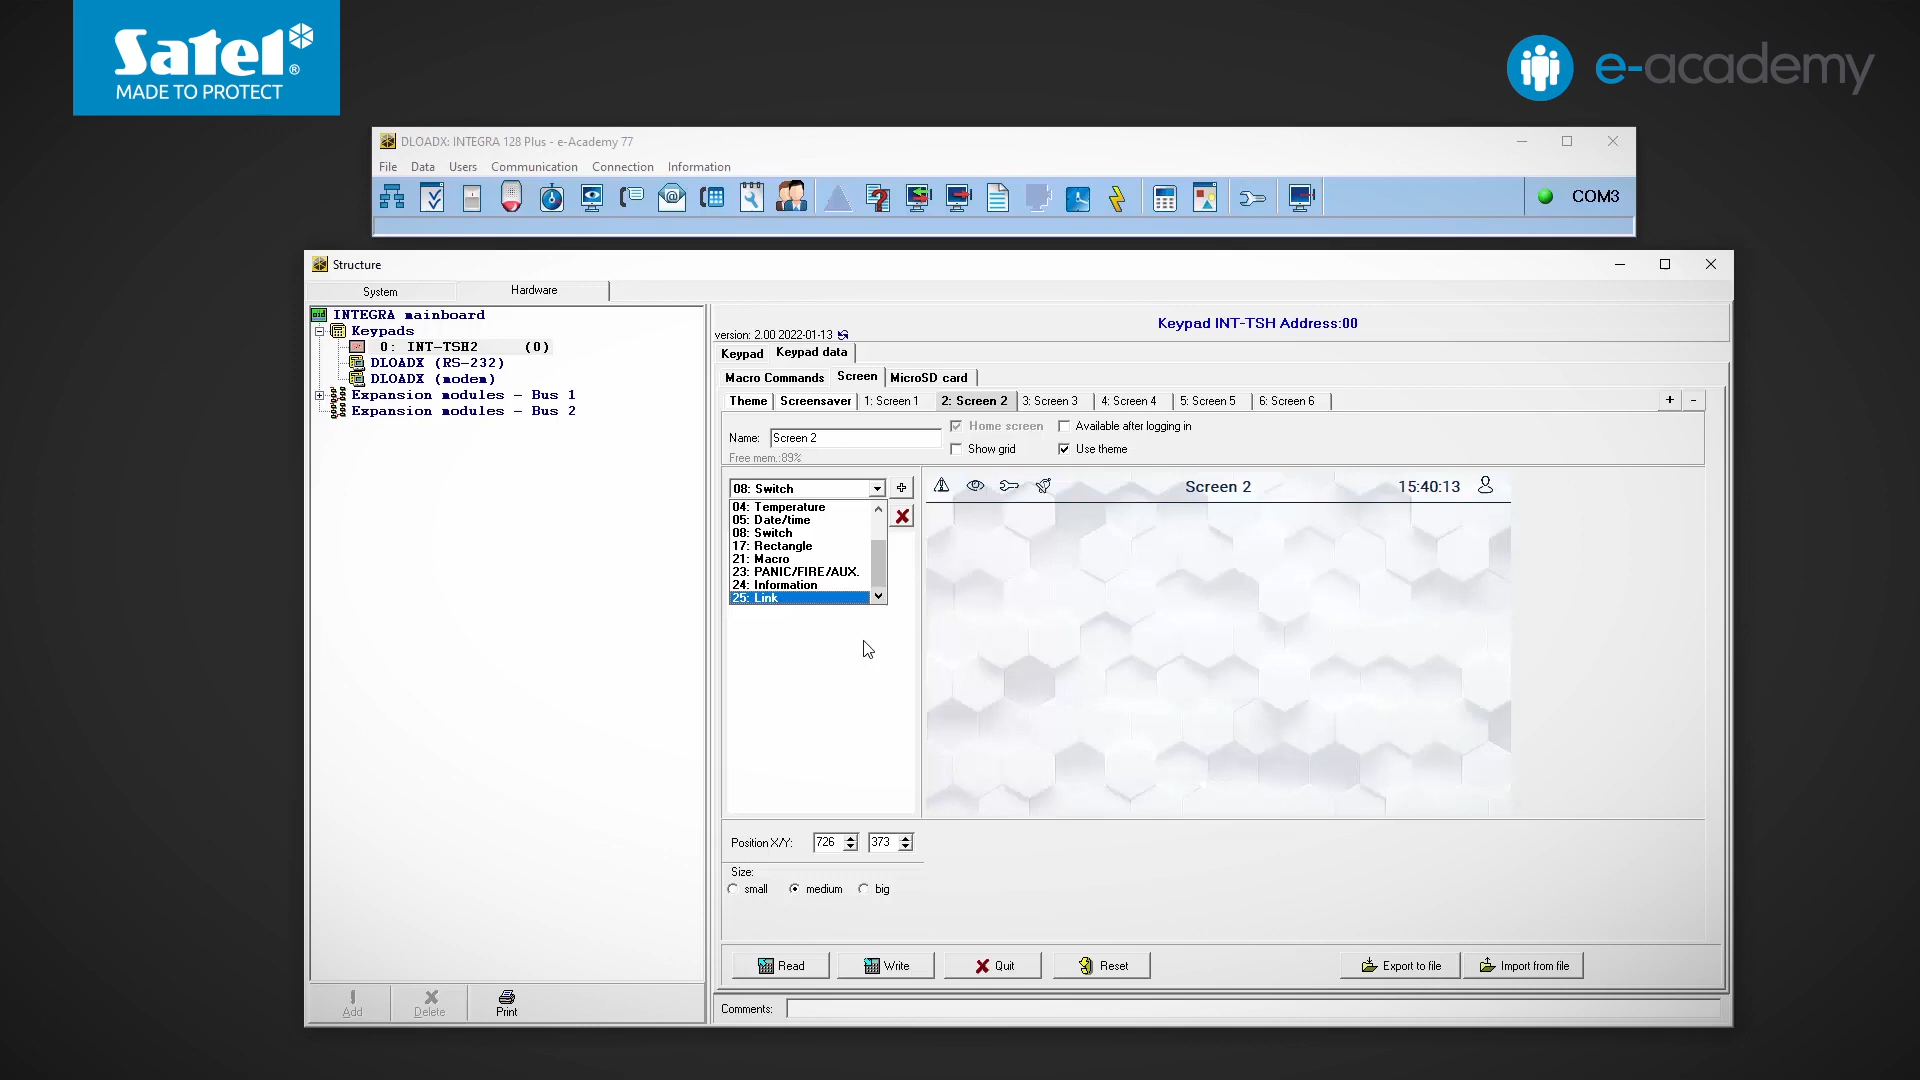 Satel®
MADE TO PROTECT
e-academy
DLOADX: INTEGRA 128 Plus - e-Academy 77
File Data Users Communication Connection Information
COM3
Structure
System Hardware
INTEGRA mainboard
Keypads
0: INT-TSH2 (0)
DLOADX (RS-232)
DLOADX (modem)
Expansion modules - Bus 1
Expansion modules - Bus 2
Add Delete Print
Keypad INT-TSH Address:00
version: 2.00 2022-01-13
Keypad Keypad data
Macro Commands Screen MicroSD card
Theme Screensaver 1: Screen 1 2: Screen 2 3: Screen 3 4: Screen 4 5: Screen 5 6: Screen 6 + -
Home screen Available after logging in
Name: Screen 2
Show grid Use theme
Free mem.:89%
08: Switch
04: Temperature
05: Date/time
08: Switch
17: Rectangle
21: Macro
23: PANIC/FIRE/AUX.
24: Information
25: Link
Screen 2 15:40:13
Position X/Y: 726 373
Size:
small medium big
Read Write Quit Reset Export to file Import from file
Comments: